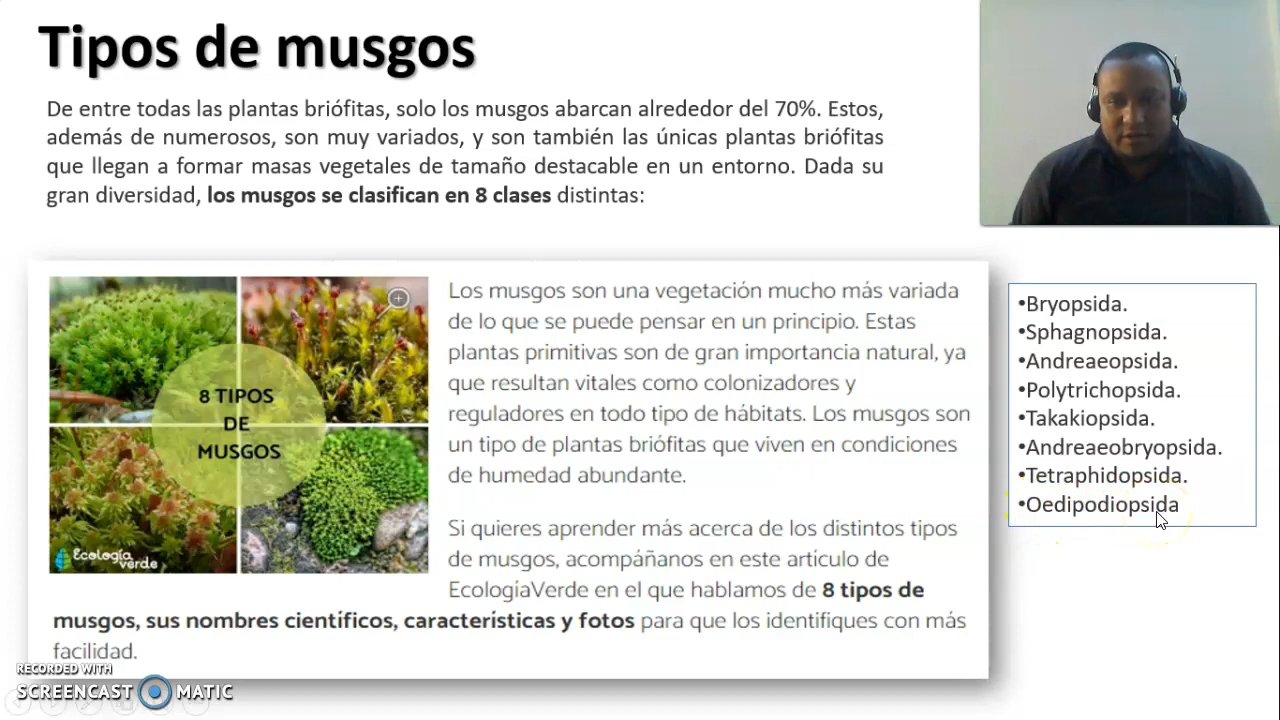 Tipos de musgos
De entre todas las plantas briófitas, solo los musgos abarcan alrededor del 70%. Estos,
además de numerosos, son muy variados, y son también las únicas plantas briófitas
que llegan a formar masas vegetales de tamaño destacable en un entorno. Dada su
gran diversidad, los musgos se clasifican en 8 clases distintas:
8 TIPOS
DE
MUSGOS
Ecología
verde
Los musgos son una vegetación mucho más variada
de lo que se puede pensar en un principio. Estas
plantas primitivas son de gran importancia natural, ya
que resultan vitales como colonizadores y
reguladores en todo tipo de hábitats. Los musgos son
un tipo de plantas briófitas que viven en condiciones
de humedad abundante.
Si quieres aprender más acerca de los distintos tipos
de musgos, acompáñanos en este artículo de
EcologíaVerde en el que hablamos de 8 tipos de
musgos, sus nombres científicos, características y fotos para que los identifiques con más
facilidad.
•Bryopsida.
•Sphagnopsida.
•Andreaeopsida.
•Polytrichopsida.
•Takakiopsida.
•Andreaeobryopsida.
•Tetraphidopsida.
•Oedipodiopsida
RECORDED WITH
SCREENCAST MATIC